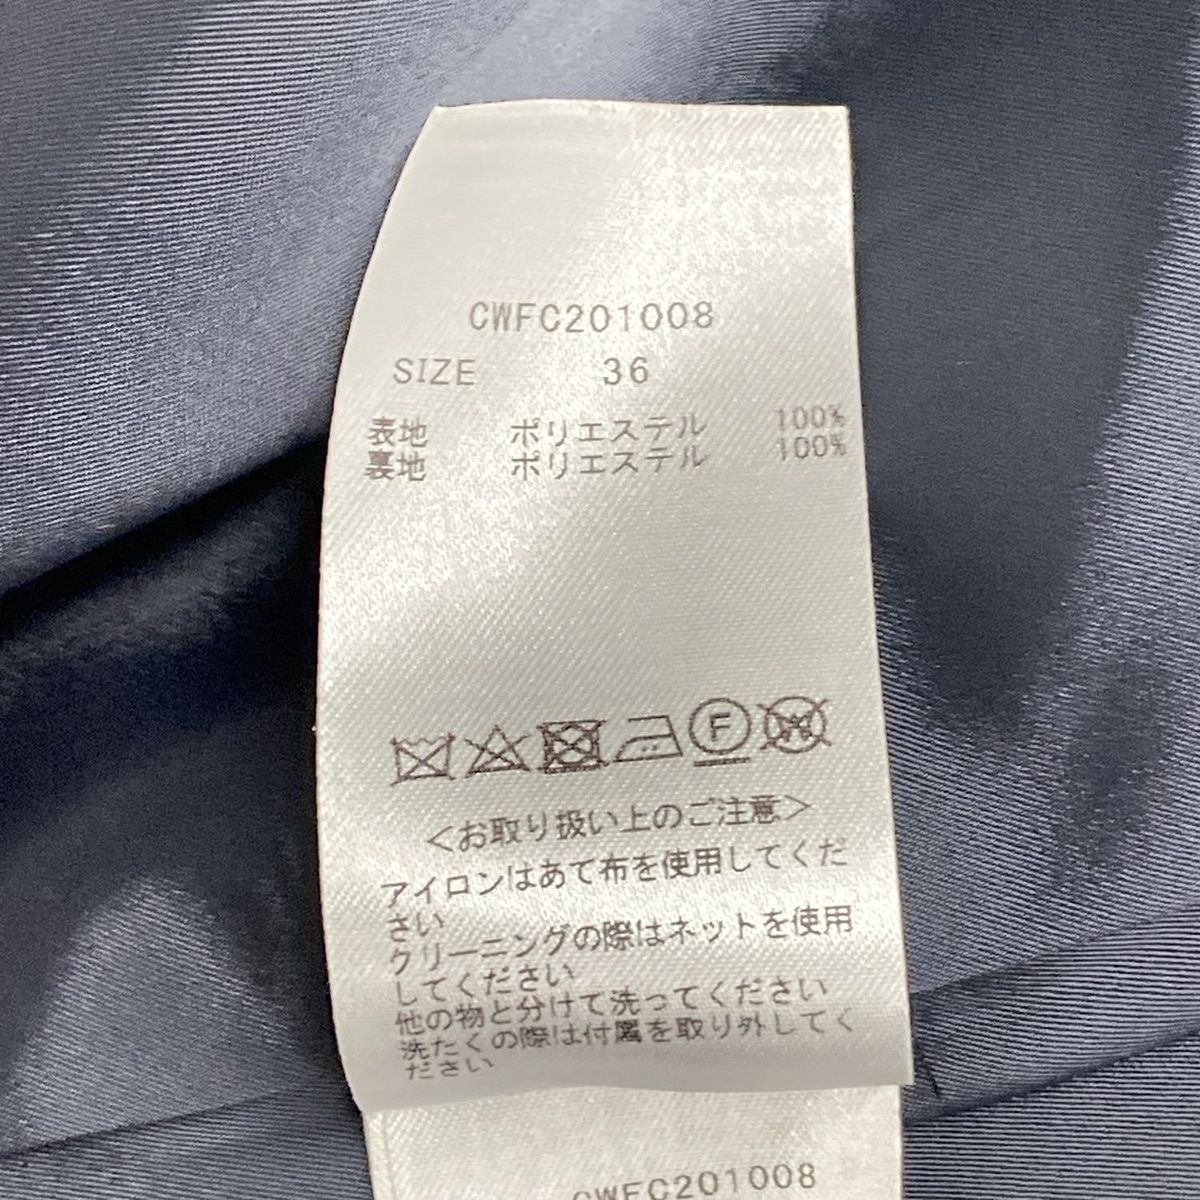 CWFC201008
SIZE 36
表地 ポリエステル 100%
裏地 ポリエステル 100%
F W
<お取り扱い上のご注意>
アイロンはあて布を使用してくだ
さい
クリーニングの際はネットを使用
してください
他の物と分けて洗ってください
洗たくの際は付属を取り外してく
ださい
CWFC201008